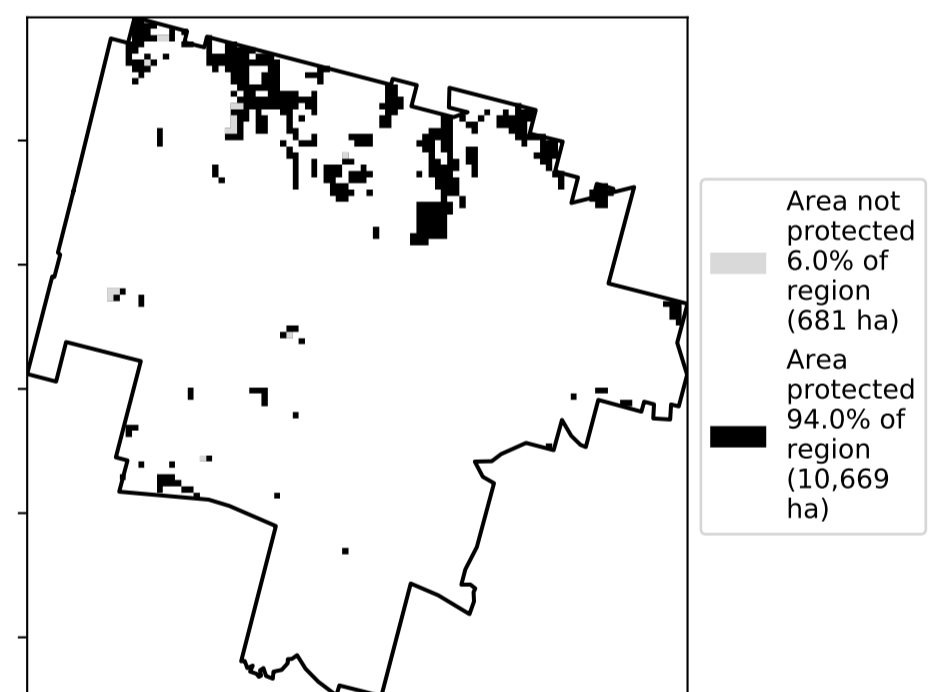 Area not
protected
6.0% of
region
(681 ha)
Area
protected
94.0% of
region
(10,669
ha)